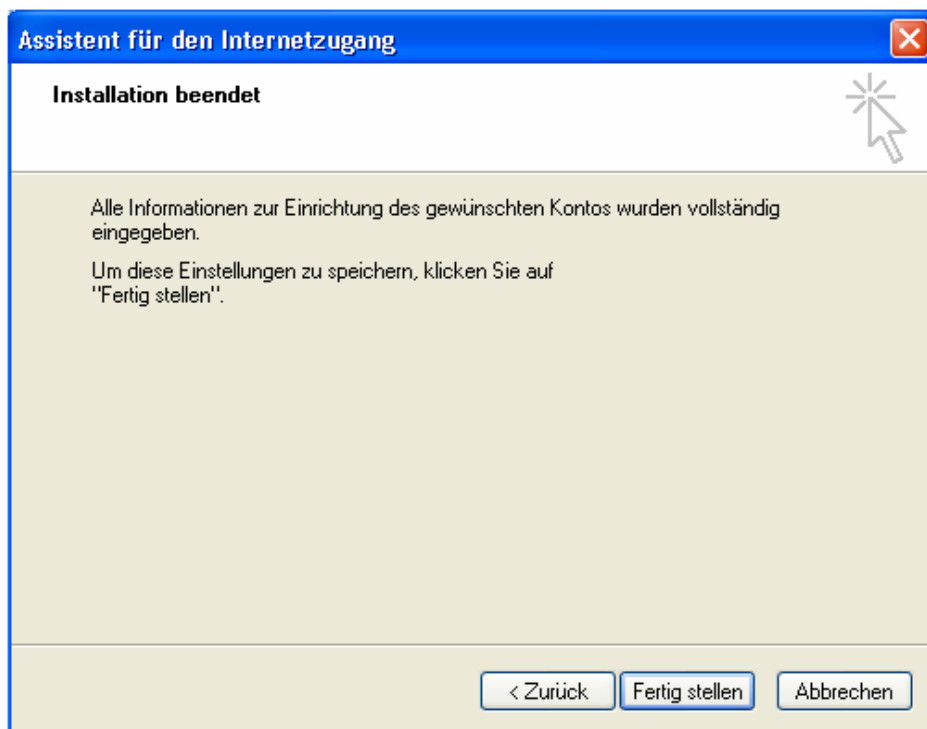 Assistent für den Internetzugang
Installation beendet
Alle Informationen zur Einrichtung des gewünschten Kontos wurden vollständig
eingegeben.
Um diese Einstellungen zu speichern, klicken Sie auf
"Fertig stellen".
< Zurück
Fertig stellen
Abbrechen